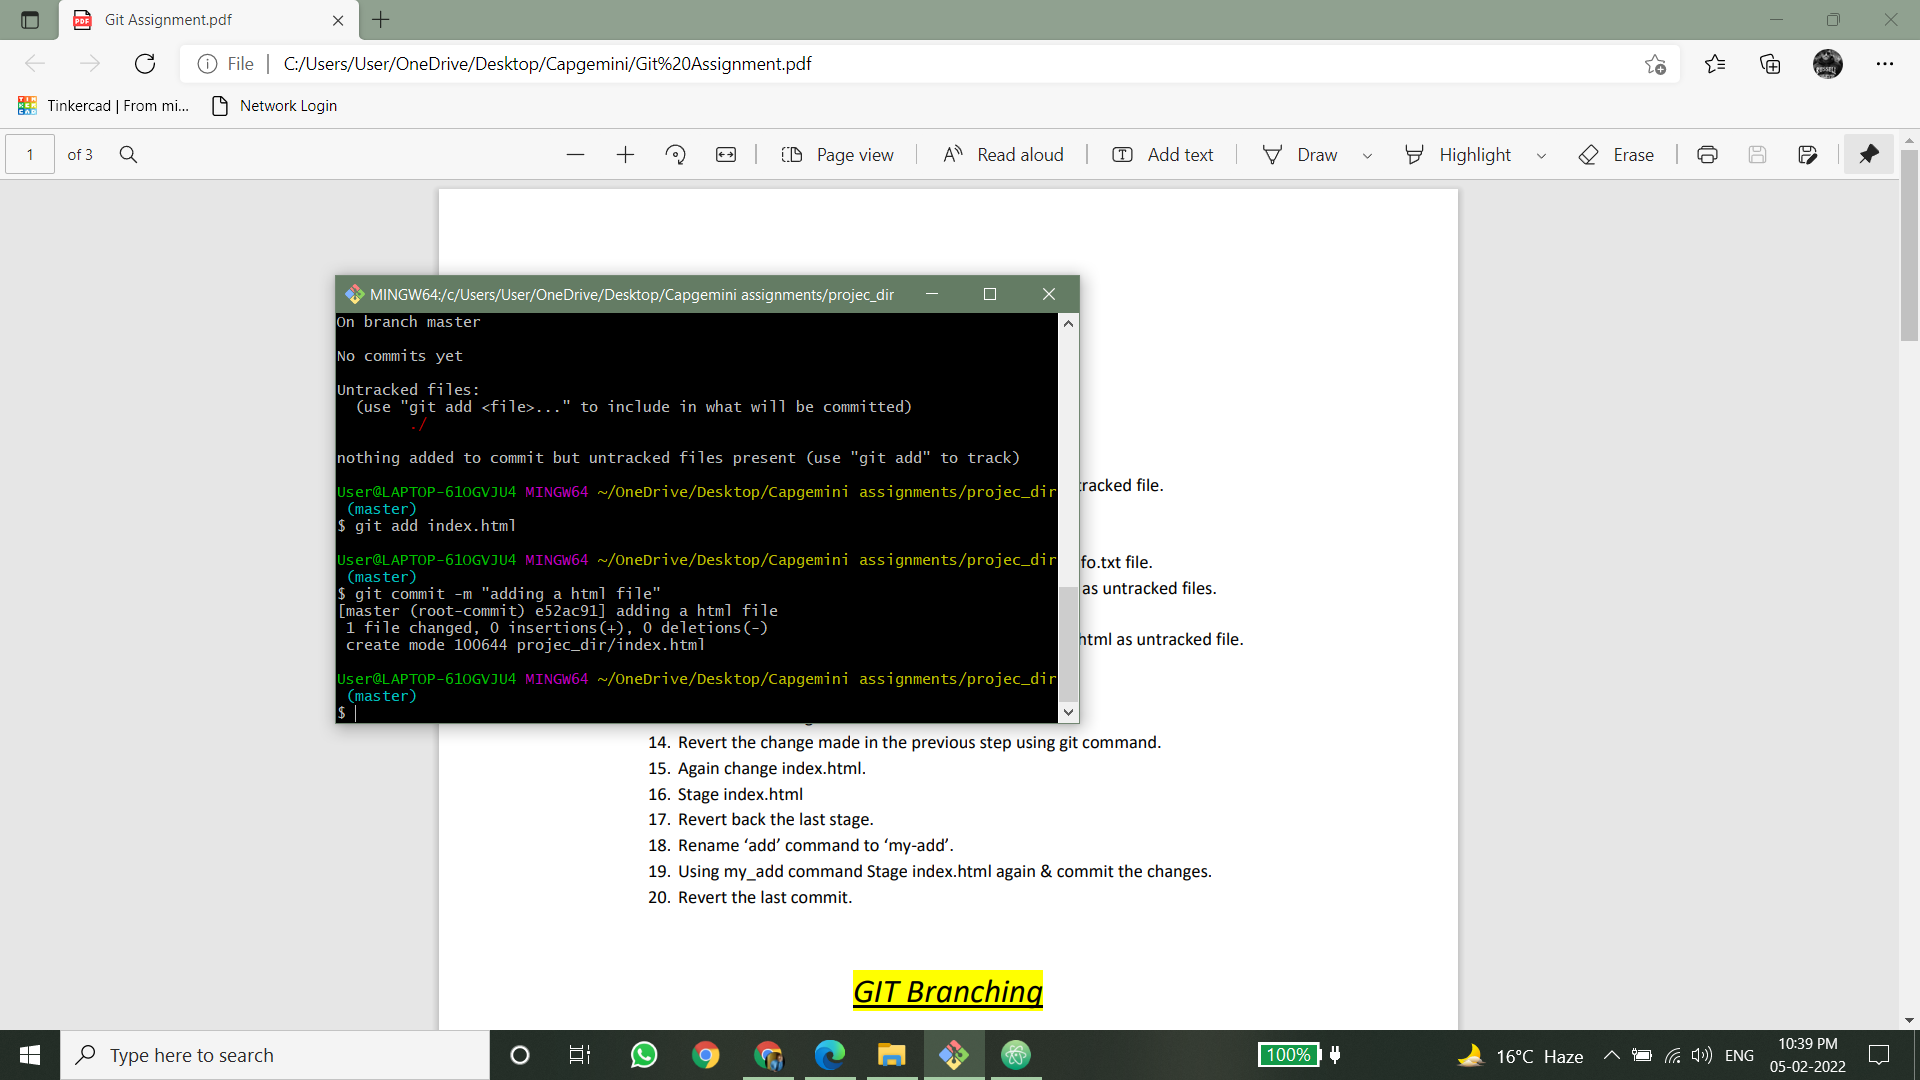 Git Assignment.pdf
File
C:/Users/User/OneDrive/Desktop/Capgemini/Git%20Assignment.pdf
Tinkercad | From mi...
Network Login
1 of 3
Page view
Read aloud
Add text
Draw
Highlight
Erase
MINGW64:/c/Users/User/OneDrive/Desktop/Capgemini assignments/projec_dir
On branch master
No commits yet
Untracked files:
(use "git add <file>..." to include in what will be committed)
./
nothing added to commit but untracked files present (use "git add" to track)
User@LAPTOP-61OGVJU4 MINGW64 ~/OneDrive/Desktop/Capgemini assignments/projec_dir
(master)
$ git add index.html
User@LAPTOP-61OGVJU4 MINGW64 ~/OneDrive/Desktop/Capgemini assignments/projec_dir
(master)
$ git commit -m "adding a html file"
[master (root-commit) e52ac91] adding a html file
1 file changed, 0 insertions(+), 0 deletions(-)
create mode 100644 projec_dir/index.html
User@LAPTOP-61OGVJU4 MINGW64 ~/OneDrive/Desktop/Capgemini assignments/projec_dir
(master)
$
racked file.
fo.txt file.
as untracked files.
html as untracked file.
14. Revert the change made in the previous step using git command.
15. Again change index.html.
16. Stage index.html
17. Revert back the last stage.
18. Rename ‘add’ command to ‘my-add’.
19. Using my_add command Stage index.html again & commit the changes.
20. Revert the last commit.
GIT Branching
Type here to search
100%
16°C Haze
ENG
10:39 PM
05-02-2022